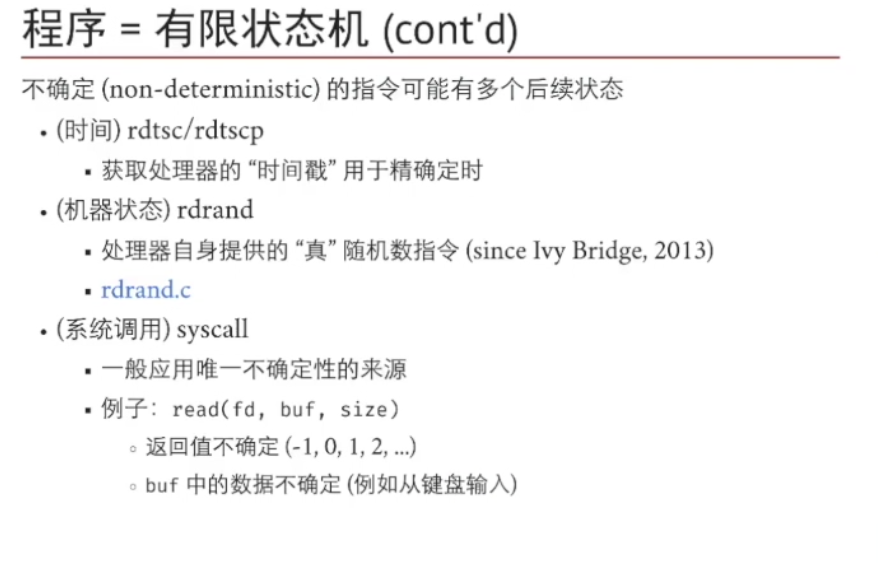 程序 = 有限状态机 (cont'd)
不确定 (non-deterministic) 的指令可能有多个后续状态
• (时间) rdtsc/rdtscp
▪ 获取处理器的 “时间戳” 用于精确定时
• (机器状态) rdrand
▪ 处理器自身提供的 “真” 随机数指令 (since Ivy Bridge, 2013)
▪ rdrand.c
• (系统调用) syscall
▪ 一般应用唯一不确定性的来源
▪ 例子： read(fd, buf, size)
◦ 返回值不确定 (-1, 0, 1, 2, ...)
◦ buf 中的数据不确定 (例如从键盘输入)